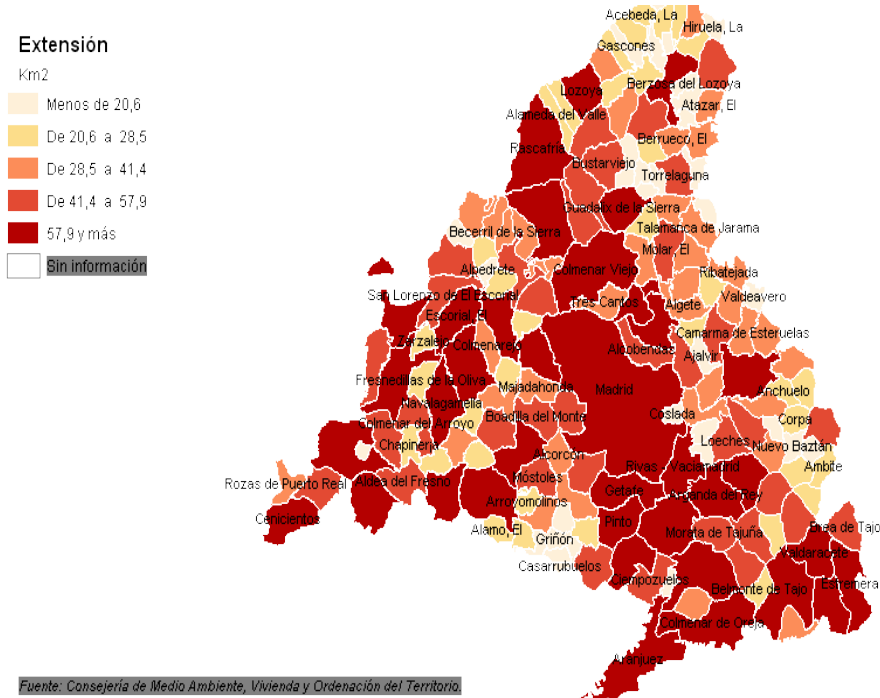 Extensión
Km2
Menos de 20,6
De 20,6 a 28,5
De 28,5 a 41,4
De 41,4 a 57,9
57,9 y más
Sin información
Acebeda, La
Hiruela, La
Gascones
Lozoya
Berzosa del Lozoya
Alameda del Valle
Atazar, El
Rascafría
Berrueco, El
Bustarviejo
Torrelaguna
Guadalix de la Sierra
Becerril de la Sierra
Talamanca de Jarama
Molar, El
Alpedrete
Colmenar Viejo
Ribatejada
San Lorenzo de El Escorial
Tres Cantos
Algete
Valdeavero
Escorial, El
Zarzalejo
Colmenarejo
Alcobendas
Camarma de Esteruelas
Ajalvir
Fresnedillas de la Oliva
Majadahonda
Madrid
Anchuelo
Navalagamella
Colmenar del Arroyo
Boadilla del Monte
Coslada
Corpa
Chapinería
Loeches
Nuevo Baztán
Alcorcón
Rivas - Vaciamadrid
Ambite
Rozas de Puerto Real
Aldea del Fresno
Móstoles
Getafe
Arganda del Rey
Cenicientos
Arroyomolinos
Pinto
Brea de Tajo
Alamo, El
Griñón
Morata de Tajuña
Valdaracete
Casarrubuelos
Ciempozuelos
Belmonte de Tajo
Estremera
Colmenar de Oreja
Aranjuez
Fuente: Consejería de Medio Ambiente, Vivienda y Ordenación del Territorio.